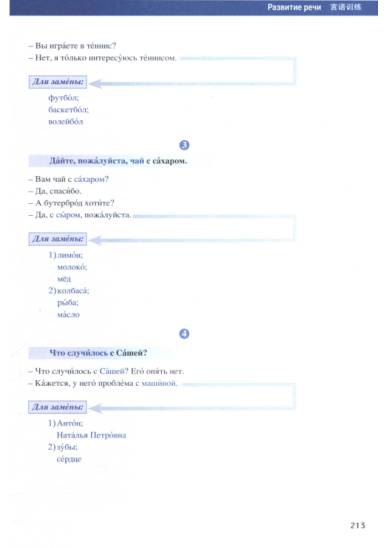 Развитие речи 言语训练
– Вы игра́ете в те́ннис?
– Нет, я то́лько интересу́юсь те́ннисом.
Для заме́ны:
футбо́л;
баскетбо́л;
волейбо́л
3
Да́йте, пожа́луйста, чай с са́харом.
– Вам чай с са́харом?
– Да, спаси́бо.
– А бутербро́д хоти́те?
– Да, с сы́ром, пожа́луйста.
Для заме́ны:
1) лимо́н;
молоко́;
мёд
2) колбаса́;
ры́ба;
ма́сло
4
Что случи́лось с Са́шей?
– Что случи́лось с Са́шей? Его́ опя́ть нет.
– Ка́жется, у него́ пробле́ма с маши́ной.
Для заме́ны:
1) Анто́н;
Ната́лья Петро́вна
2) зу́бы;
се́рдце
213